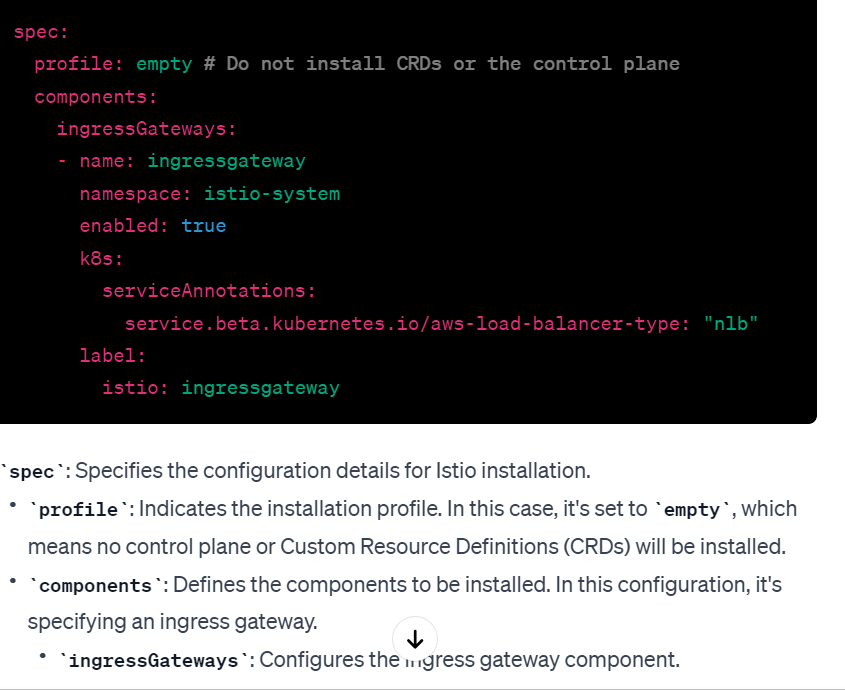 spec:
profile: empty # Do not install CRDs or the control plane
components:
ingressGateways:
- name: ingressgateway
namespace: istio-system
enabled: true
k8s:
serviceAnnotations:
service.beta.kubernetes.io/aws-load-balancer-type: "nlb"
label:
istio: ingressgateway
`spec`: Specifies the configuration details for Istio installation.
• `profile`: Indicates the installation profile. In this case, it's set to `empty`, which
means no control plane or Custom Resource Definitions (CRDs) will be installed.
• `components`: Defines the components to be installed. In this configuration, it's
specifying an ingress gateway.
• `ingressGateways`: Configures the ingress gateway component.